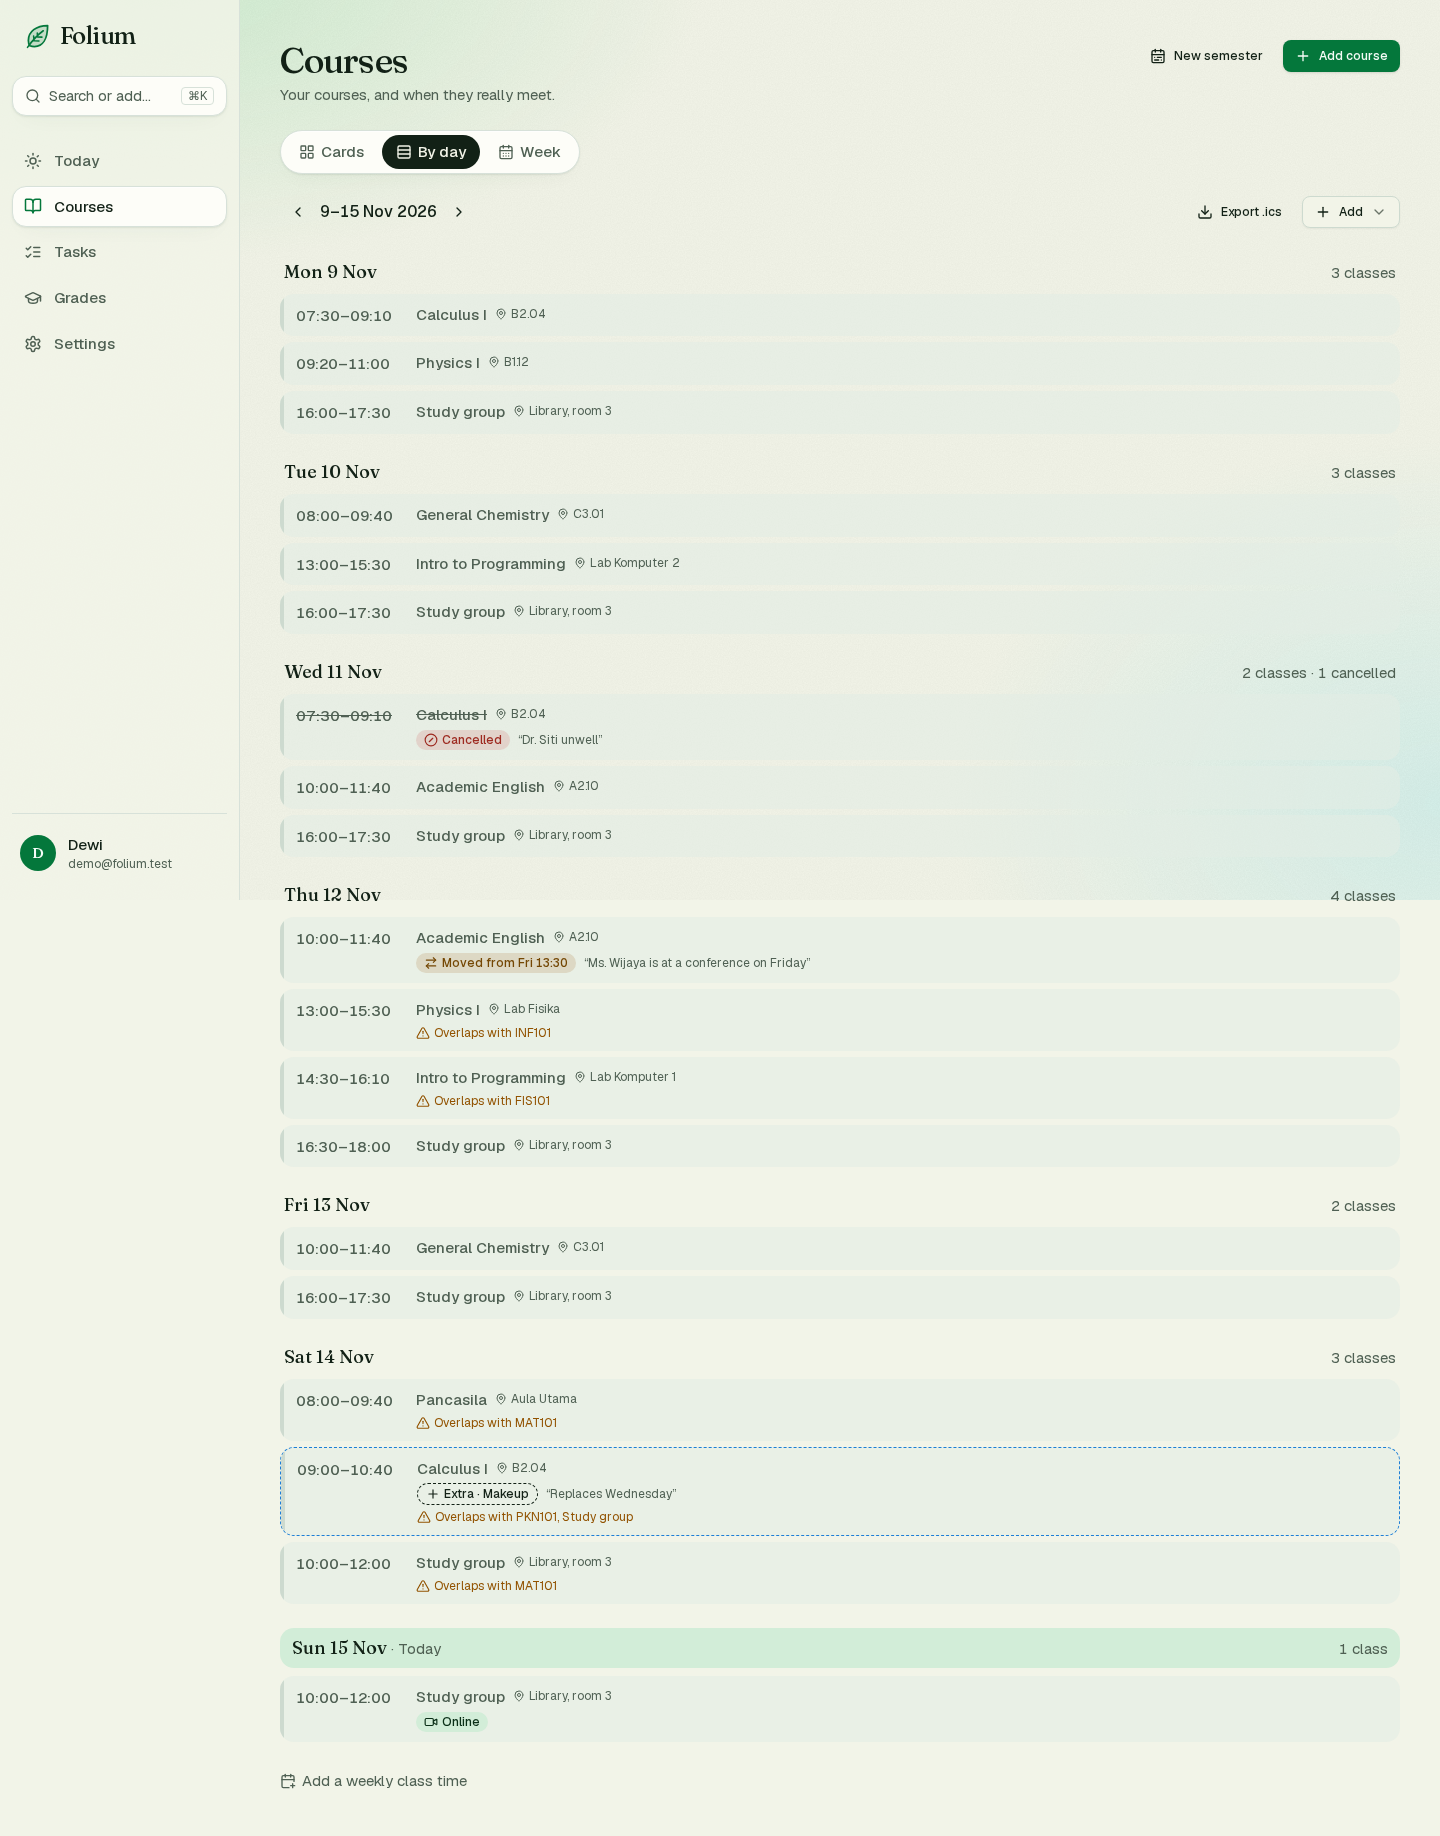 Folium
Search or add... ⌘K
Today
Courses
Tasks
Grades
Settings
D
Dewi
demo@folium.test
Courses
Your courses, and when they really meet.
New semester
Add course
Cards
By day
Week
9–15 Nov 2026
Export .ics
Add
Mon 9 Nov 3 classes
07:30–09:10 Calculus I B2.04
09:20–11:00 Physics I B1.12
16:00–17:30 Study group Library, room 3
Tue 10 Nov 3 classes
08:00–09:40 General Chemistry C3.01
13:00–15:30 Intro to Programming Lab Komputer 2
16:00–17:30 Study group Library, room 3
Wed 11 Nov 2 classes · 1 cancelled
07:30–09:10 Calculus I B2.04
Cancelled “Dr. Siti unwell”
10:00–11:40 Academic English A2.10
16:00–17:30 Study group Library, room 3
Thu 12 Nov 4 classes
10:00–11:40 Academic English A2.10
Moved from Fri 13:30 “Ms. Wijaya is at a conference on Friday”
13:00–15:30 Physics I Lab Fisika
Overlaps with INF101
14:30–16:10 Intro to Programming Lab Komputer 1
Overlaps with FIS101
16:30–18:00 Study group Library, room 3
Fri 13 Nov 2 classes
10:00–11:40 General Chemistry C3.01
16:00–17:30 Study group Library, room 3
Sat 14 Nov 3 classes
08:00–09:40 Pancasila Aula Utama
Overlaps with MAT101
09:00–10:40 Calculus I B2.04
Extra · Makeup “Replaces Wednesday”
Overlaps with PKN101, Study group
10:00–12:00 Study group Library, room 3
Overlaps with MAT101
Sun 15 Nov · Today 1 class
10:00–12:00 Study group Library, room 3
Online
Add a weekly class time